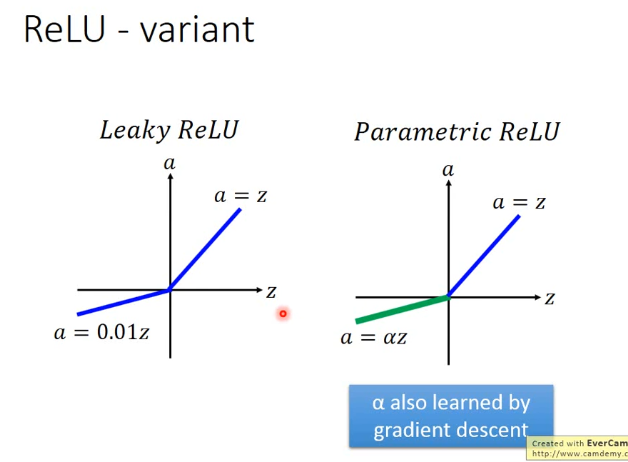 ReLU - variant
Leaky ReLU
a
a = z
z
a = 0.01z
Parametric ReLU
a
a = z
z
a = αz
α also learned by
gradient descent
Created with EverCam
http://www.camdemy.c